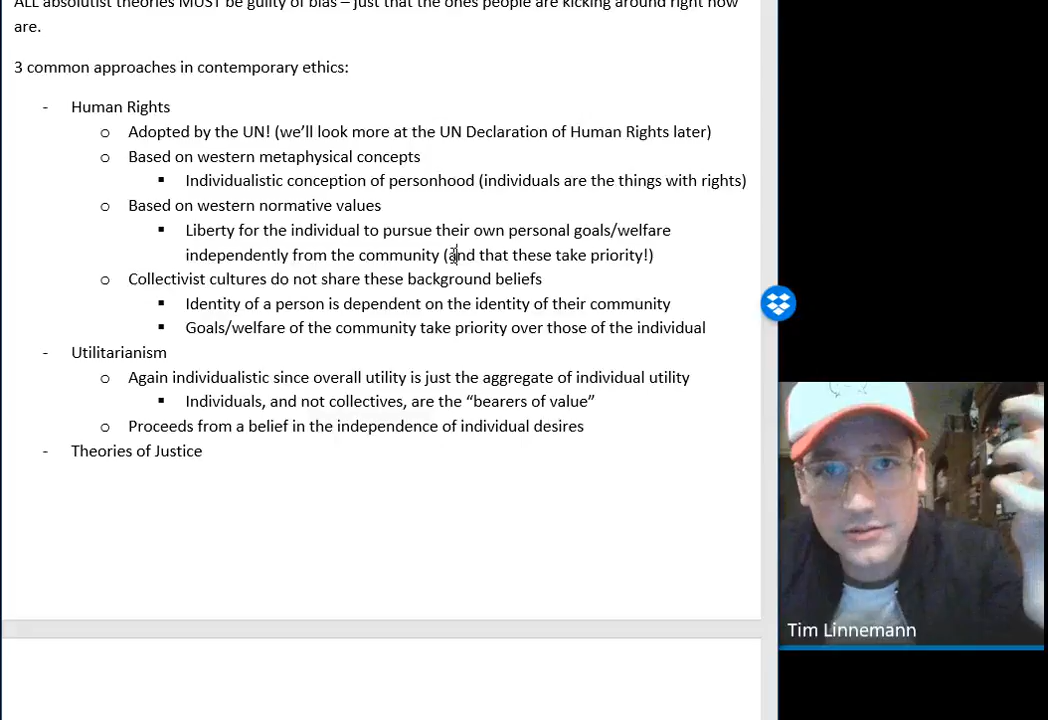 ALL absolutist theories MUST be guilty of bias – just that the ones people are kicking around right now
are.
3 common approaches in contemporary ethics:
- Human Rights
o Adopted by the UN! (we’ll look more at the UN Declaration of Human Rights later)
o Based on western metaphysical concepts
▪ Individualistic conception of personhood (individuals are the things with rights)
o Based on western normative values
▪ Liberty for the individual to pursue their own personal goals/welfare
independently from the community (and that these take priority!)
o Collectivist cultures do not share these background beliefs
▪ Identity of a person is dependent on the identity of their community
▪ Goals/welfare of the community take priority over those of the individual
- Utilitarianism
o Again individualistic since overall utility is just the aggregate of individual utility
▪ Individuals, and not collectives, are the “bearers of value”
o Proceeds from a belief in the independence of individual desires
- Theories of Justice
Tim Linnemann